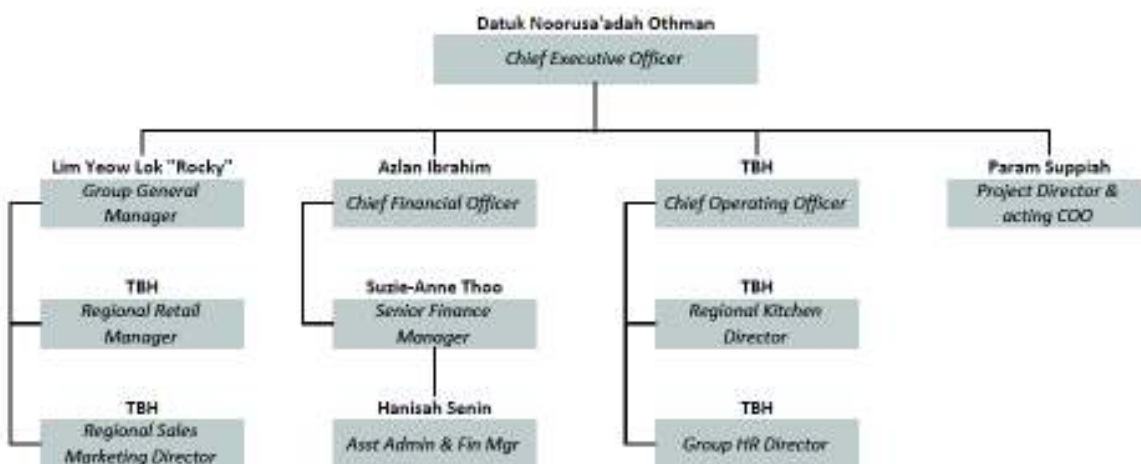 Datuk Noorusa'adah Othman
Chief Executive Officer
Lim Yeow Lok "Rocky"
Group General
Manager
Azlan Ibrahim
Chief Financial Officer
TBH
Chief Operating Officer
Param Suppiah
Project Director &
acting COO
TBH
Regional Retail
Manager
Suzie-Anne Thoo
Senior Finance
Manager
TBH
Regional Kitchen
Director
TBH
Regional Sales
Marketing Director
Hanisah Senin
Asst Admin & Fin Mgr
TBH
Group HR Director